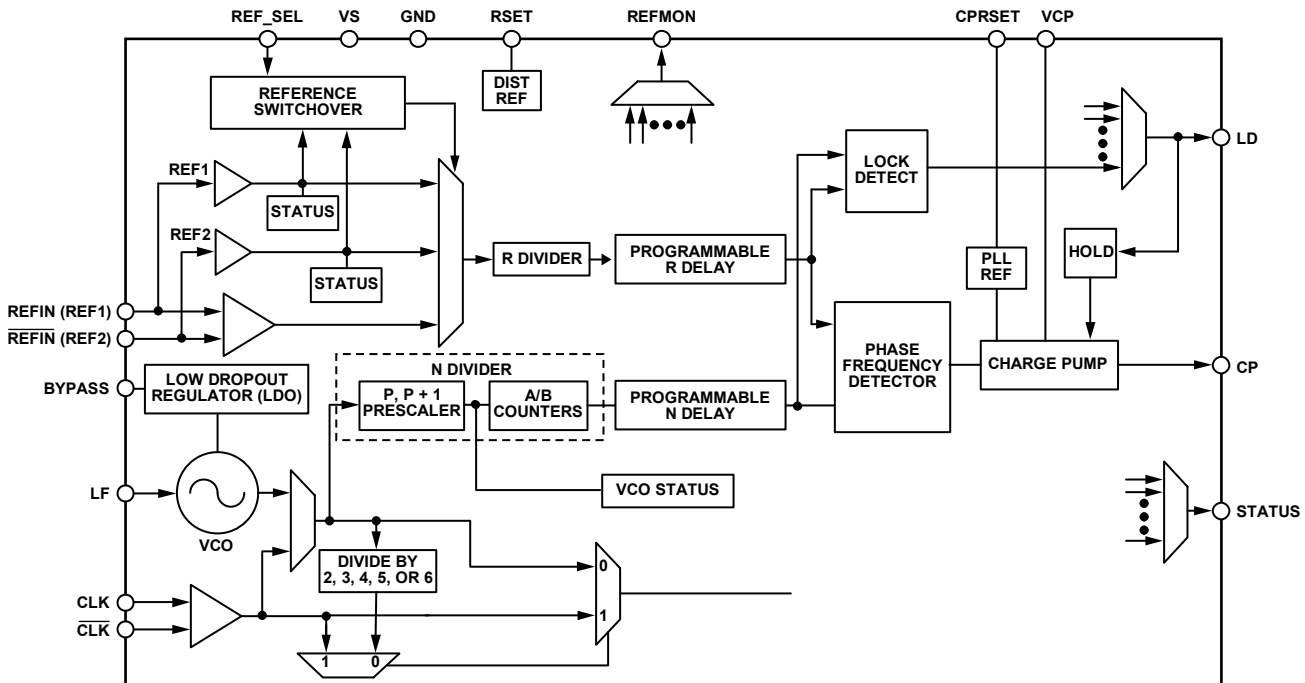 REF_SEL VS GND RSET REFMON CPRSET VCP
REFERENCE
SWITCHOVER
DIST
REF
LOCK
DETECT
LD
REF1
STATUS
REF2
STATUS
R DIVIDER
PROGRAMMABLE
R DELAY
PLL
REF
HOLD
REFIN (REF1)
REFIN (REF2)
BYPASS
LOW DROPOUT
REGULATOR (LDO)
N DIVIDER
P, P + 1
PRESCALER
A/B
COUNTERS
PROGRAMMABLE
N DELAY
PHASE
FREQUENCY
DETECTOR
CHARGE PUMP
CP
LF
VCO
VCO STATUS
STATUS
DIVIDE BY
2, 3, 4, 5, OR 6
0
1
CLK
CLK
1 0